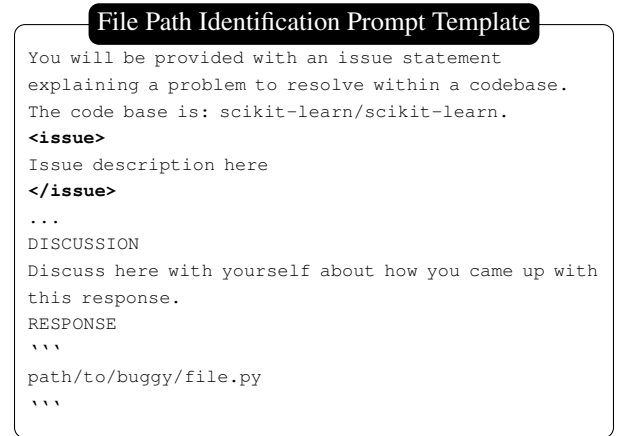 File Path Identification Prompt Template
You will be provided with an issue statement
explaining a problem to resolve within a codebase.
The code base is: scikit-learn/scikit-learn.
<issue>
Issue description here
</issue>
...
DISCUSSION
Discuss here with yourself about how you came up with
this response.
RESPONSE
```
path/to/buggy/file.py
```